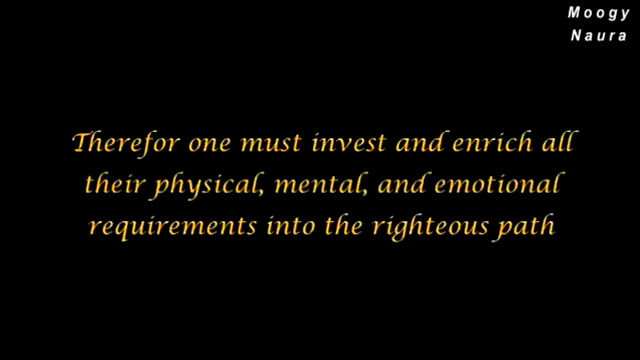 Moogy
Naura
Therefor one must invest and enrich all
their physical, mental, and emotional
requirements into the righteous path